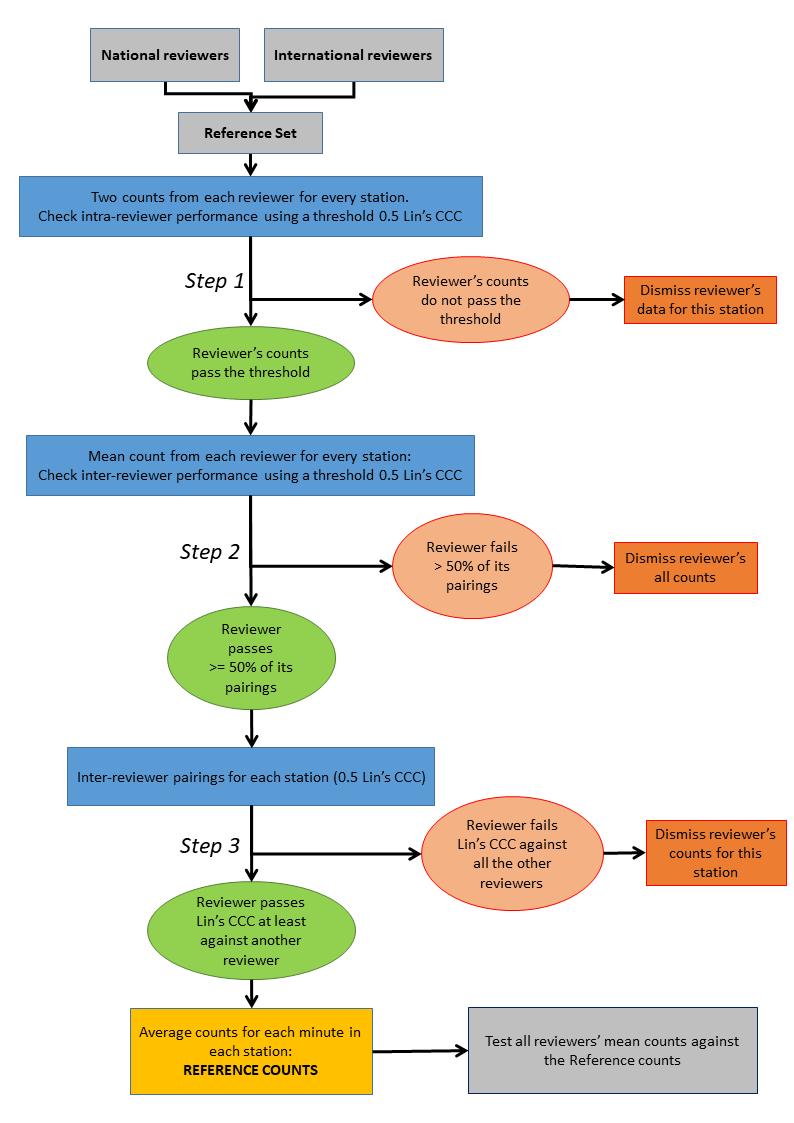 National reviewers
International reviewers
Reference Set
Two counts from each reviewer for every station.
Check intra-reviewer performance using a threshold 0.5 Lin's CCC
Step 1
Reviewer's counts
do not pass the
threshold
Dismiss reviewer's
data for this station
Reviewer's counts
pass the threshold
Mean count from each reviewer for every station:
Check inter-reviewer performance using a threshold 0.5 Lin's CCC
Step 2
Reviewer fails
> 50% of its
pairings
Dismiss reviewer's
all counts
Reviewer
passes
>= 50% of its
pairings
Inter-reviewer pairings for each station (0.5 Lin's CCC)
Step 3
Reviewer fails
Lin's CCC against
all the other
reviewers
Dismiss reviewer's
counts for this
station
Reviewer passes
Lin's CCC at least
against another
reviewer
Average counts for each minute in
each station:
REFERENCE COUNTS
Test all reviewers' mean counts against
the Reference counts